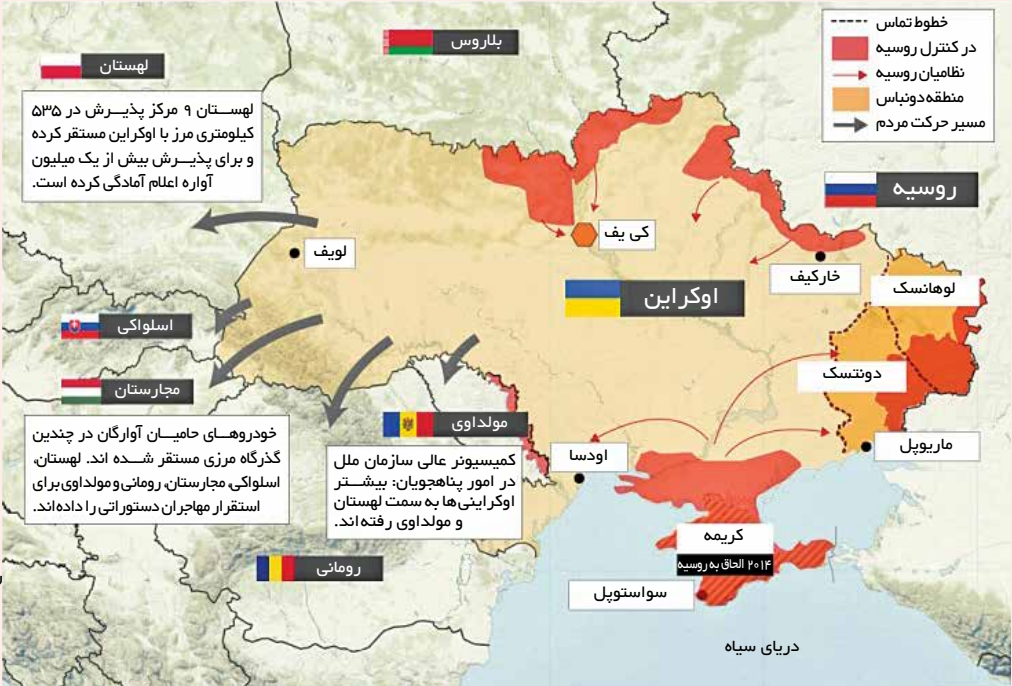 خطوط تماس
در کنترل روسیه
نظامیان روسیه
منطقه دونباس
مسیر حرکت مردم
بلاروس
لهستان
لهستان ۹ مرکز پذیرش در ۵۳۵
کیلومتری مرز با اوکراین مستقر کرده
و برای پذیرش بیش از یک میلیون
آواره اعلام آمادگی کرده است.
روسیه
کی یف
لویف
خارکیف
لوهانسک
اوکراین
اسلواکی
دونتسک
مجارستان
خودروهای حامیان آوارگان در چندین
گذرگاه مرزی مستقر شده اند. لهستان،
اسلواکی، مجارستان، رومانی و مولداوی برای
استقرار مهاجران دستوراتی را داده‌اند.
مولداوی
کمیسیونر عالی سازمان ملل
در امور پناهجویان: بیشتر
اوکراینی‌ها به سمت لهستان
و مولداوی رفته‌اند.
اودسا
ماریوپل
کریمه
۲۰۱۴ الحاق به روسیه
رومانی
سواستوپل
دریای سیاه